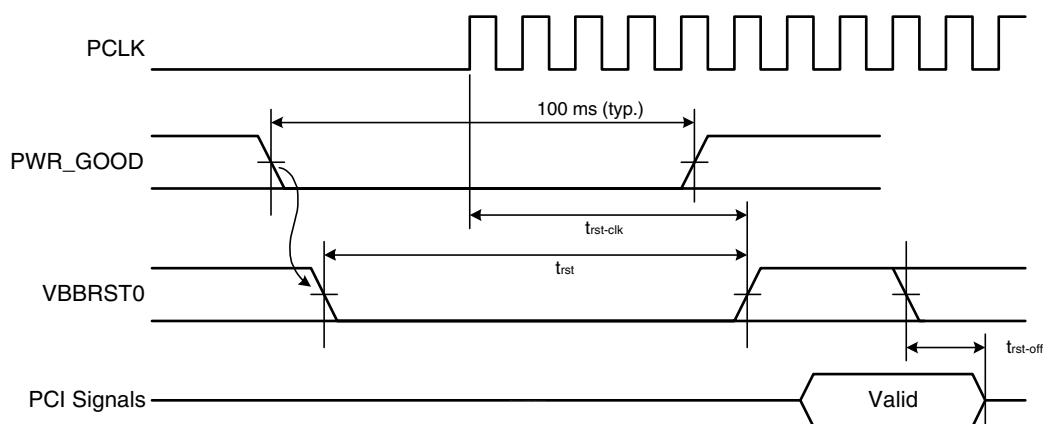 PCLK
100 ms (typ.)
PWR_GOOD
trst-clk
trst
VBBRST0
trst-off
PCI Signals
Valid